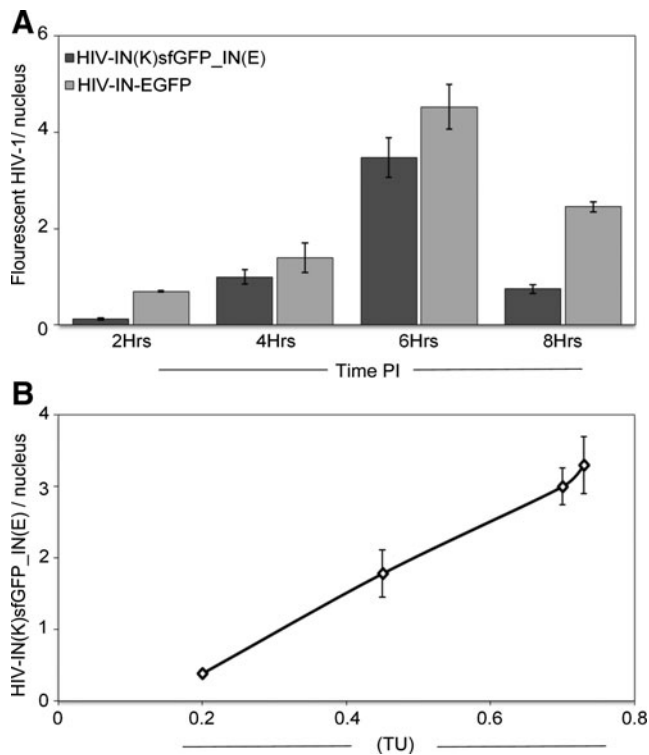 A
6
4
2
0
Flourescent HIV-1/ nucleus
HIV-IN(K)sfGFP_IN(E)
HIV-IN-EGFP
2Hrs 4Hrs 6Hrs 8Hrs
Time PI
B
4
3
2
1
0
HIV-IN(K)sfGFP_IN(E) / nucleus
0 0.2 0.4 0.6 0.8
(TU)